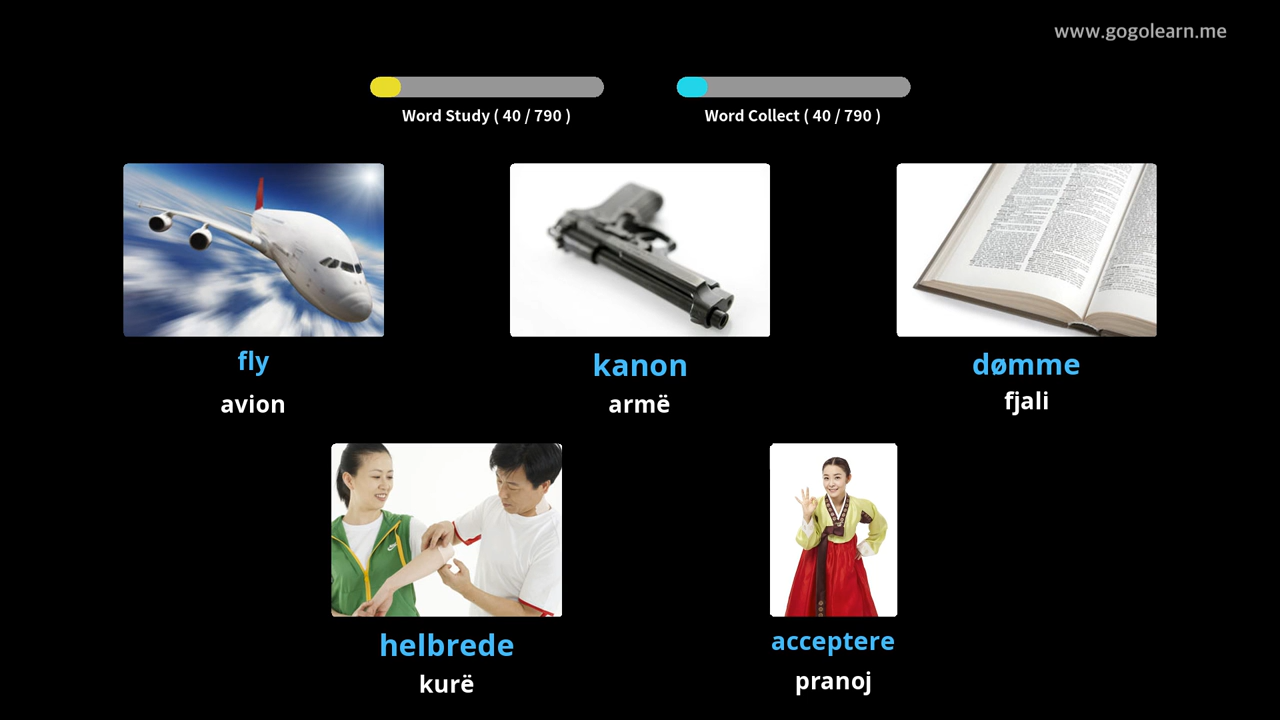 www.gogolearn.me
Word Study ( 40 / 790 )
Word Collect ( 40 / 790 )
fly
avion
kanon
armë
dømme
fjali
helbrede
kurë
acceptere
pranoj